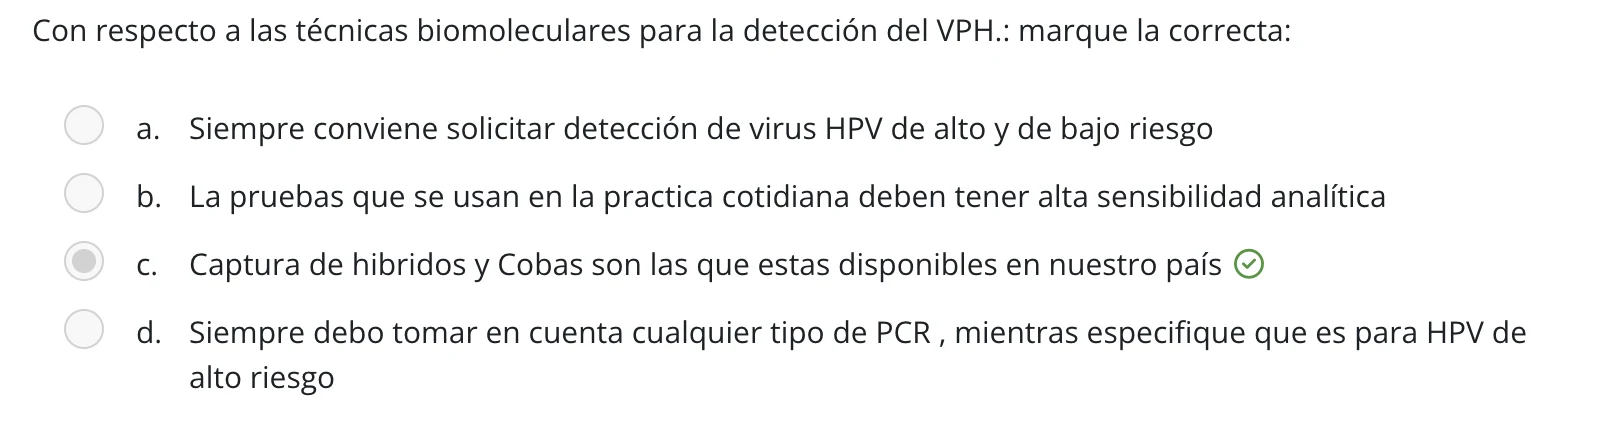 Con respecto a las técnicas biomoleculares para la detección del VPH.: marque la correcta:
a. Siempre conviene solicitar detección de virus HPV de alto y de bajo riesgo
b. La pruebas que se usan en la practica cotidiana deben tener alta sensibilidad analítica
c. Captura de hibridos y Cobas son las que estas disponibles en nuestro país
d. Siempre debo tomar en cuenta cualquier tipo de PCR , mientras especifique que es para HPV de
alto riesgo